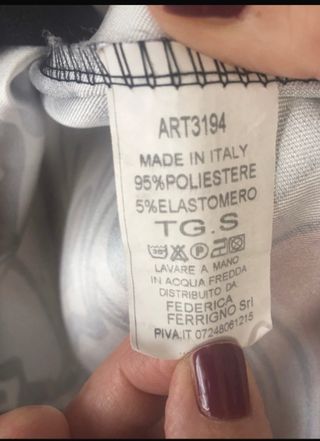 ART3194
MADE IN ITALY
95%POLIESTERE
5%ELASTOMERO
TG.S
LAVARE A MANO
IN ACQUA FREDDA
DISTRIBUITO DA
FEDERICA
FERRIGNO Srl
PIVA.IT 07248061215